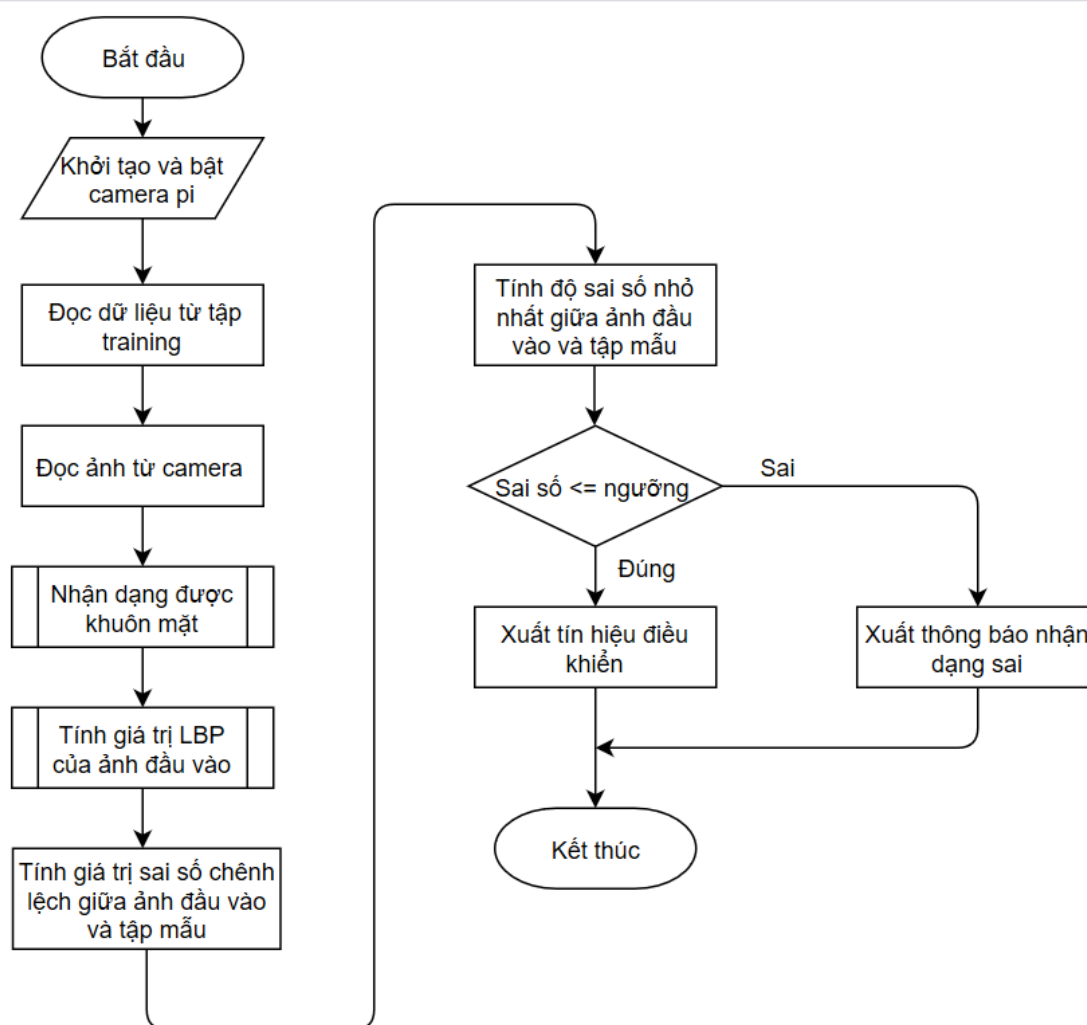 Bắt đầu
Khởi tạo và bật
camera pi
Đọc dữ liệu từ tập
training
Đọc ảnh từ camera
Nhận dạng được
khuôn mặt
Tính giá trị LBP
của ảnh đầu vào
Tính giá trị sai số chênh
lệch giữa ảnh đầu vào
và tập mẫu
Tính độ sai số nhỏ
nhất giữa ảnh đầu
vào và tập mẫu
Sai số <= ngưỡng
Sai
Đúng
Xuất tín hiệu điều
khiển
Xuất thông báo nhận
dạng sai
Kết thúc